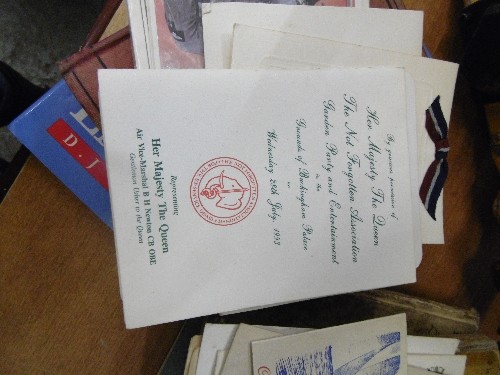 By gracious permission of
Her Majesty The Queen
The Not Forgotten Association
Garden Party and Entertainment
in the
Grounds of Buckingham Palace
on
Wednesday 28th July, 1993
Representing
Her Majesty The Queen
Air Vice-Marshal B H Newton CB OBE
Gentleman Usher to the Queen
D.J